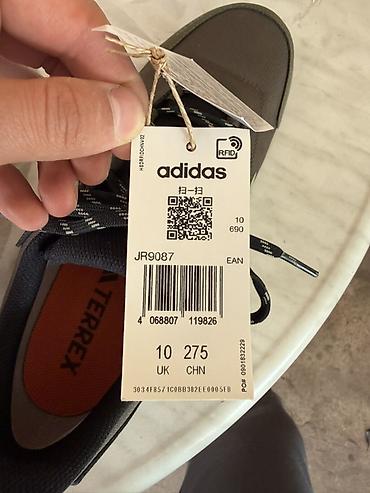 RFID
adidas
扫一扫
10
690
JR9087
EAN
4 068807 119826
10 275
UK CHN
3034F8571C0BB382EE0005EB
PO# 0901832229
TERREX